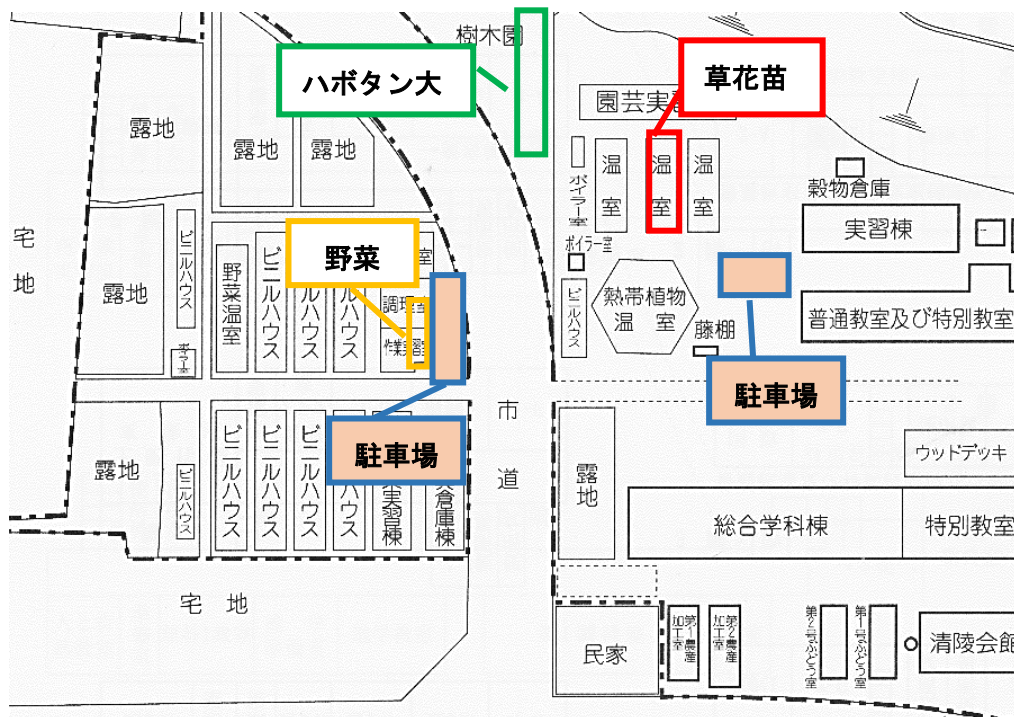 樹木園
ハボタン大
草花苗
園芸実
露地
露地
露地
ボイラー室
温室
温室
温室
穀物倉庫
実習棟
宅地
ビニルハウス
野菜
室
ボイラー室
露地
野菜温室
ビニルハウス
ルハウス
ルハウス
調理室
作業実習室
ビニルハウス
熱帯植物
温室
藤棚
普通教室及び特別教室
ボイラー室
駐車場
市道
駐車場
露地
ビニルハウス
ビニルハウス
ビニルハウス
ビニルハウス
ハウス
実習棟
倉庫棟
露地
ウッドデッキ
総合学科棟
特別教室
宅地
民家
第1農産
加工室
第2農産
加工室
第2号ぶどう室
第1号ぶどう室
清陵会館